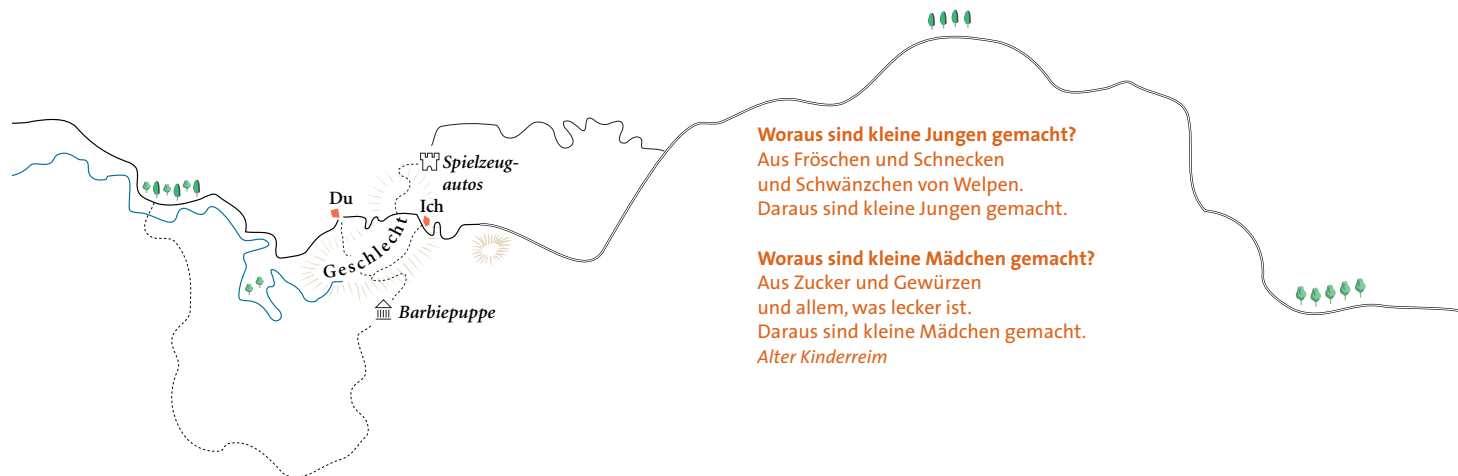 Spielzeug-
autos
Du
Ich
Geschlecht
Barbiepuppe
Woraus sind kleine Jungen gemacht?
Aus Fröschen und Schnecken
und Schwänzchen von Welpen.
Daraus sind kleine Jungen gemacht.
Woraus sind kleine Mädchen gemacht?
Aus Zucker und Gewürzen
und allem, was lecker ist.
Daraus sind kleine Mädchen gemacht.
Alter Kinderreim